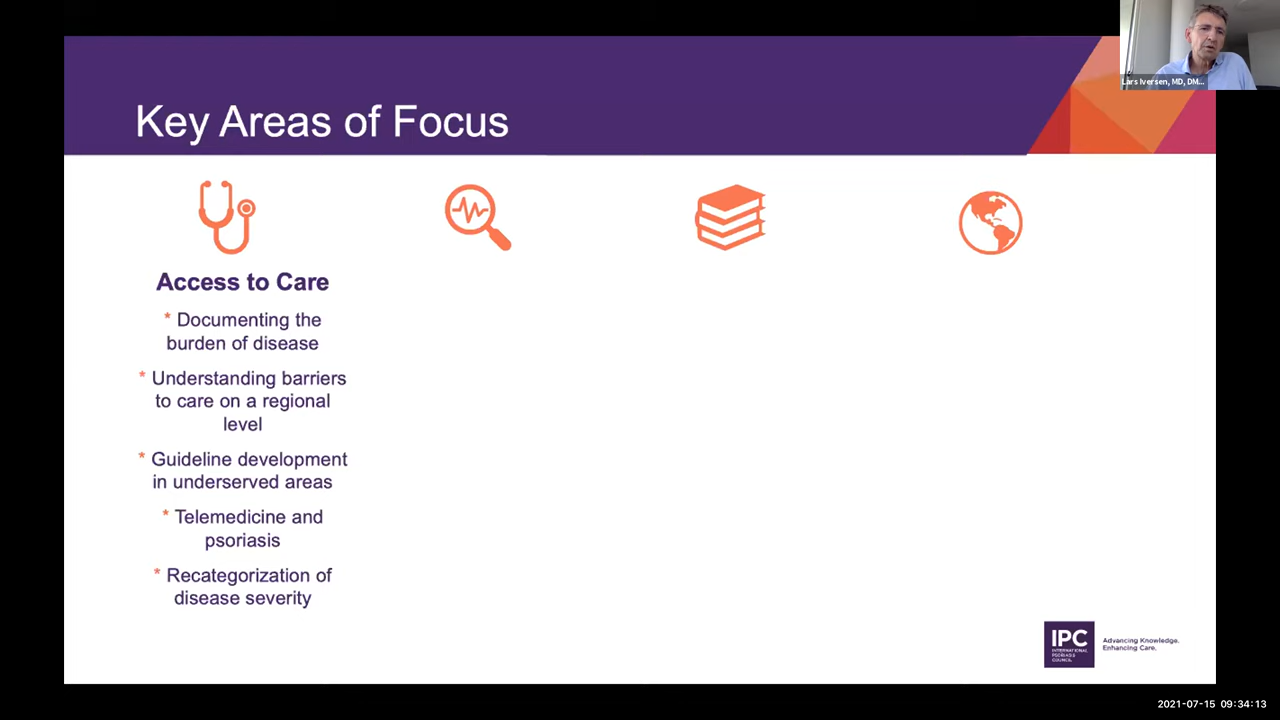 Lars Iversen, MD, DM...
Key Areas of Focus
Access to Care
* Documenting the
burden of disease
* Understanding barriers
to care on a regional
level
* Guideline development
in underserved areas
* Telemedicine and
psoriasis
* Recategorization of
disease severity
IPC
INTERNATIONAL
PSORIASIS
COUNCIL
Advancing Knowledge.
Enhancing Care.
2021-07-15 09:34:13